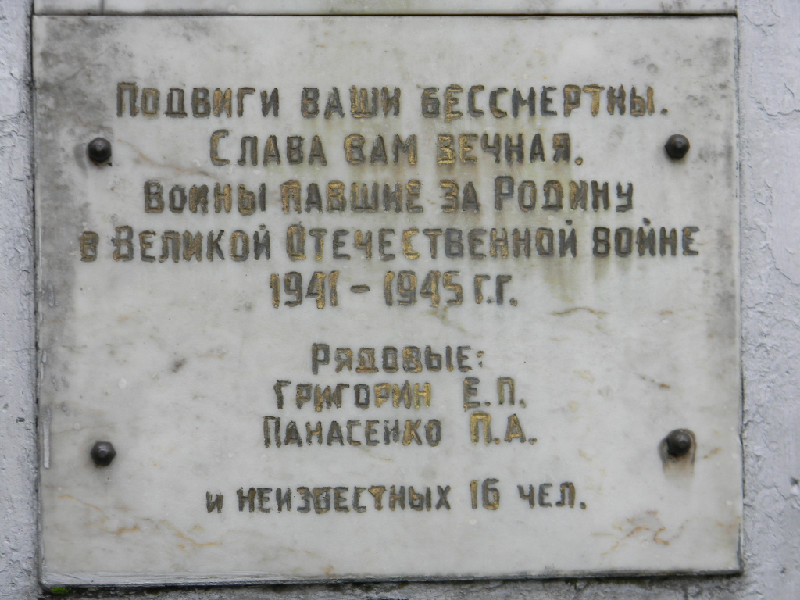 Подвиги ваши бессмертны.
Слава вам вечная.
Воины павшие за Родину
в Великой Отечественной войне
1941 - 1945 г.г.
Рядовые:
Григорин Е.П.
Панасенко П.А.
и неизвестных 16 чел.